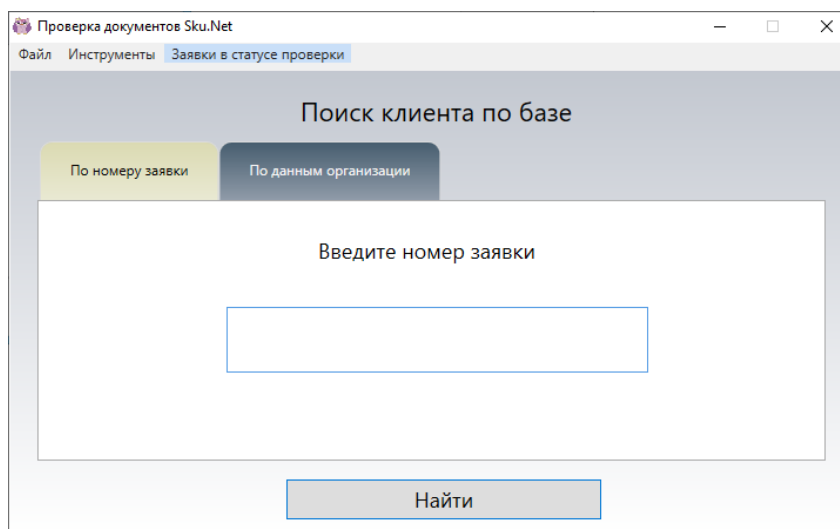 Проверка документов Sku.Net
Файл Инструменты Заявки в статусе проверки
Поиск клиента по базе
По номеру заявки По данным организации
Введите номер заявки
Найти